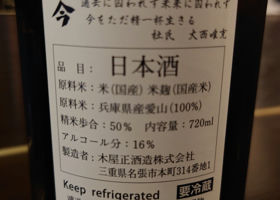 今
過去に囚われず未来に囚われず
今をただ精一杯生きる
杜氏 大西唯克
品目：日本酒
原料米：米(国産) 米麹(国産米)
原料米：兵庫県産愛山(100%)
精米歩合：50% 内容量：720ml
アルコール分：16%
製造者：木屋正酒造株式会社
三重県名張市本町314番地1
Keep refrigerated 要冷蔵